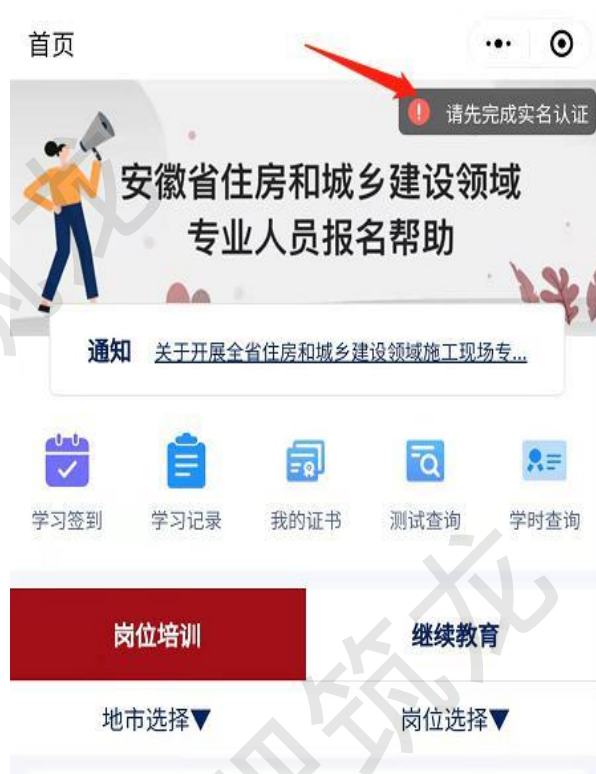 首页
请先完成实名认证
安徽省住房和城乡建设领域
专业人员报名帮助
通知 关于开展全省住房和城乡建设领域施工现场专...
学习签到 学习记录 我的证书 测试查询 学时查询
岗位培训 继续教育
地市选择▼ 岗位选择▼